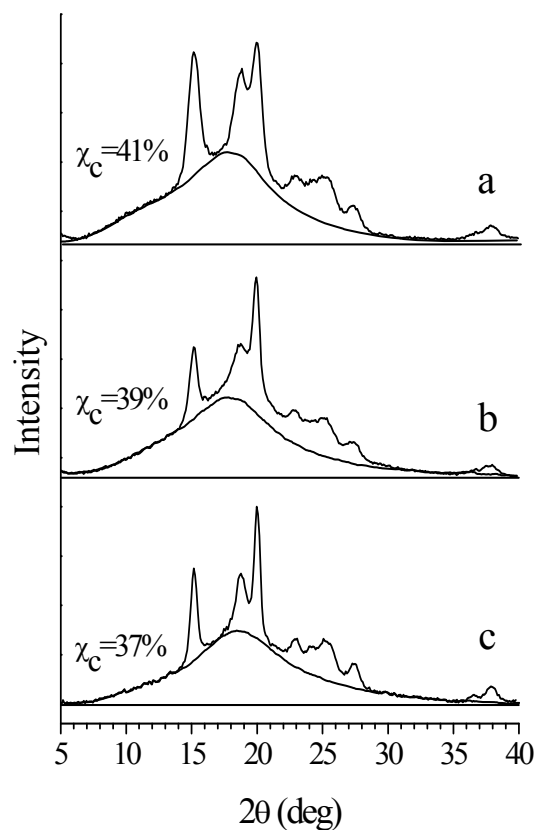 χc=41%
a
χc=39%
b
χc=37%
c
Intensity
5 10 15 20 25 30 35 40
2θ (deg)